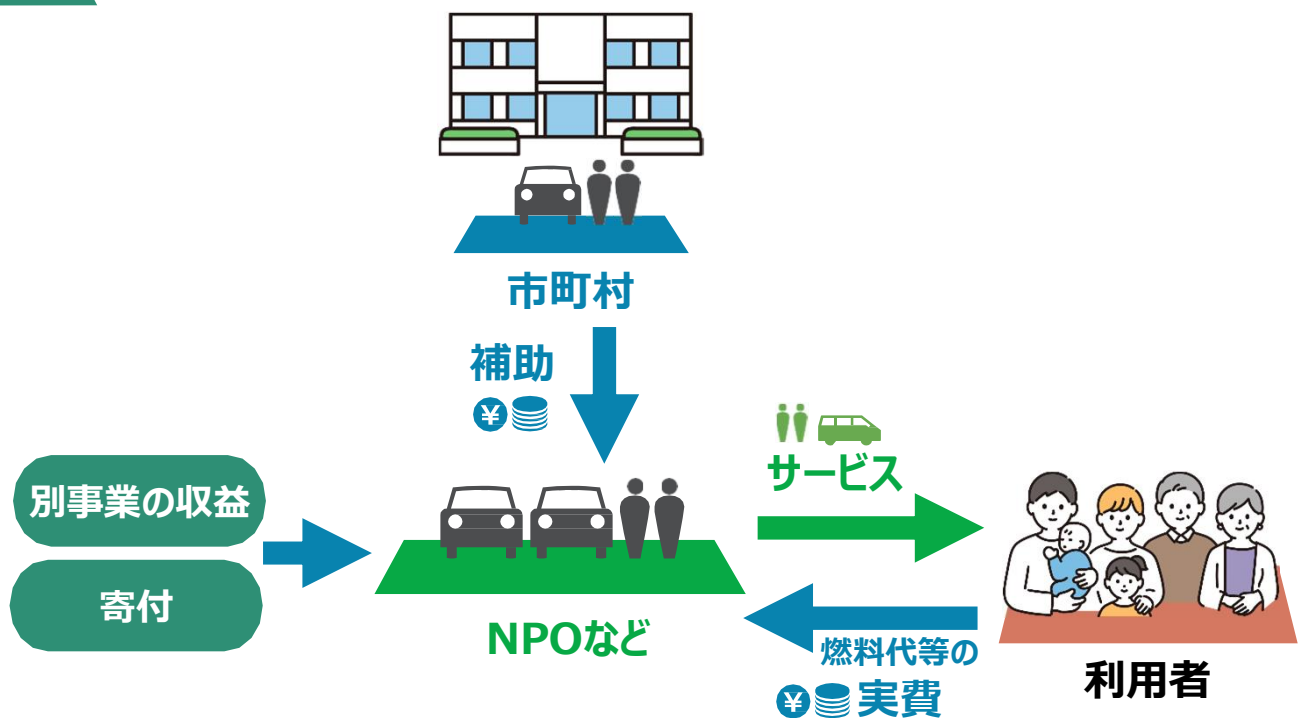 市町村
補助
¥
サービス
別事業の収益
寄付
NPOなど
燃料代等の
¥
実費
利用者